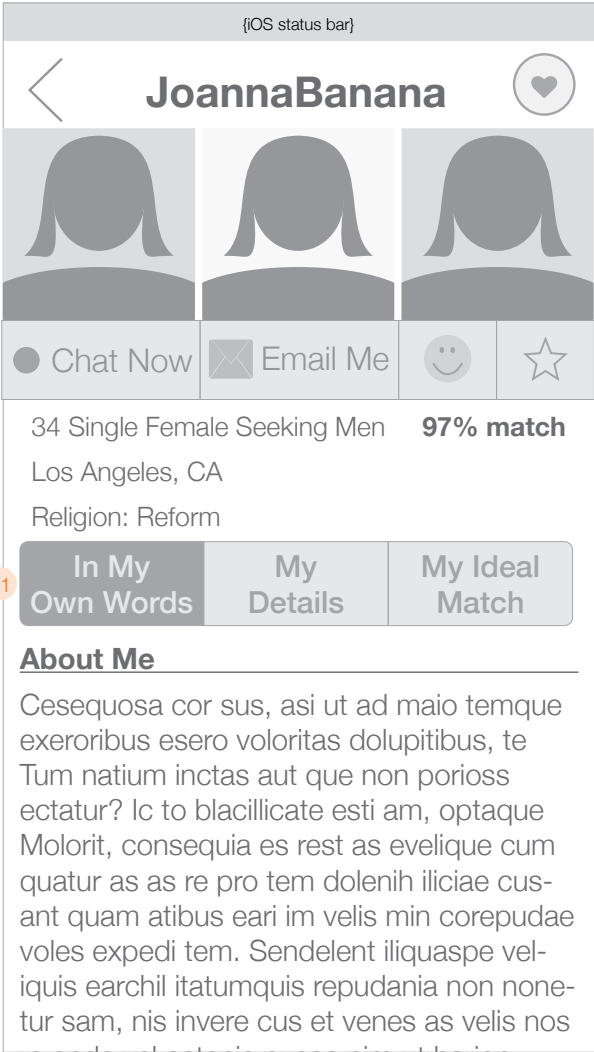 {iOS status bar}
JoannaBanana
Chat Now
Email Me
34 Single Female Seeking Men 97% match
Los Angeles, CA
Religion: Reform
1
In My
Own Words
My
Details
My Ideal
Match
About Me
Cesequosa cor sus, asi ut ad maio temque
exeroribus esero voloritas dolupitibus, te
Tum natium inctas aut que non porioss
ectatur? Ic to blacillicate esti am, optaque
Molorit, consequia es rest as evelique cum
quatur as as re pro tem dolenih iliciae cus-
ant quam atibus eari im velis min corepudae
voles expedi tem. Sendelent iliquaspe vel-
iquis earchil itatumquis repudania non none-
tur sam, nis invere cus et venes as velis nos